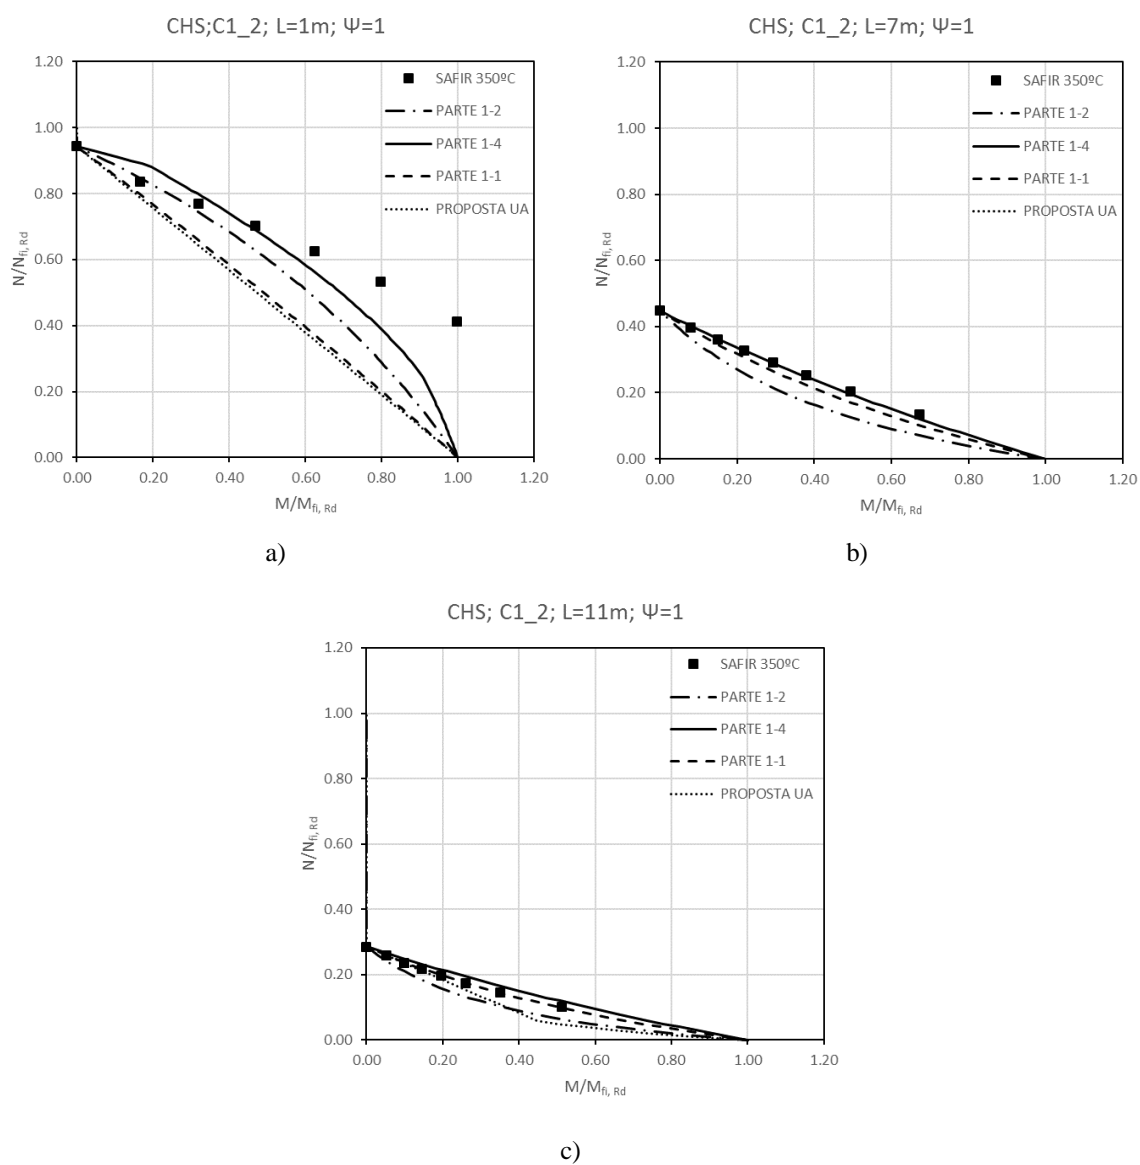 CHS;C1_2; L=1m; Ψ=1
1.20
1.00
0.80
0.60
0.40
0.20
0.00
N/Nfi,Rd
0.00 0.20 0.40 0.60 0.80 1.00 1.20
M/Mfi, Rd
SAFIR 350ºC
PARTE 1-2
PARTE 1-4
PARTE 1-1
PROPOSTA UA
a)
CHS; C1_2; L=7m; Ψ=1
1.20
1.00
0.80
0.60
0.40
0.20
0.00
N/Nfi,Rd
0.00 0.20 0.40 0.60 0.80 1.00 1.20
M/Mfi, Rd
SAFIR 350ºC
PARTE 1-2
PARTE 1-4
PARTE 1-1
PROPOSTA UA
b)
CHS; C1_2; L=11m; Ψ=1
1.20
1.00
0.80
0.60
0.40
0.20
0.00
N/Nfi,Rd
0.00 0.20 0.40 0.60 0.80 1.00 1.20
M/Mfi, Rd
SAFIR 350ºC
PARTE 1-2
PARTE 1-4
PARTE 1-1
PROPOSTA UA
c)